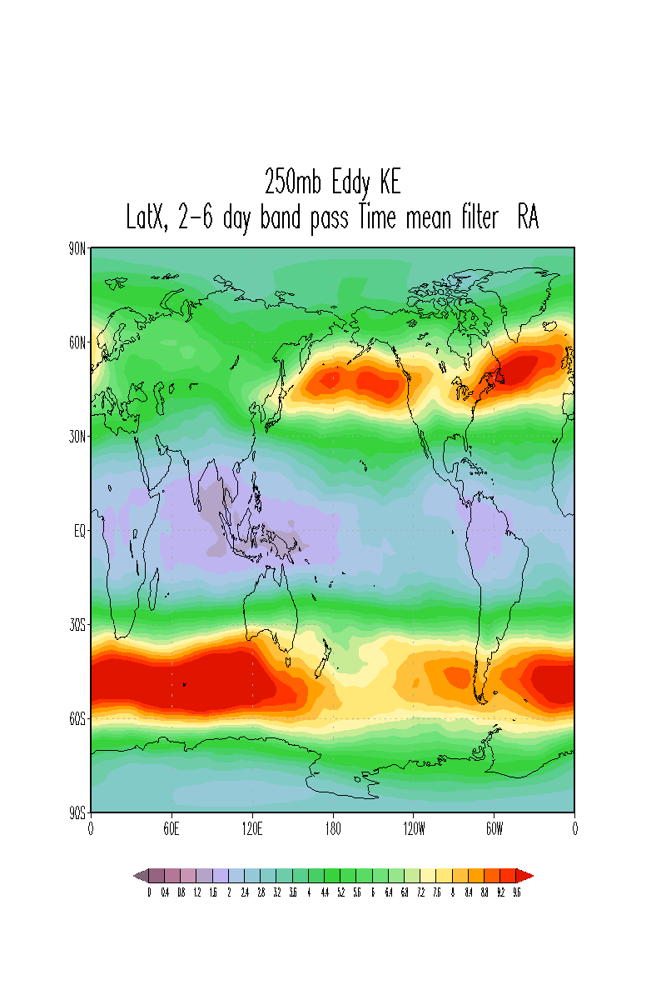 250mb Eddy KE
LatX, 2-6 day band pass Time mean filter RA
90N
60N
30N
EQ
30S
60S
90S
0 60E 120E 180 120W 60W 0
0 0.4 0.8 1.2 1.6 2 2.4 2.8 3.2 3.6 4 4.4 5.2 5.6 6 6.4 6.8 7.2 7.6 8 8.4 8.8 9.2 9.6